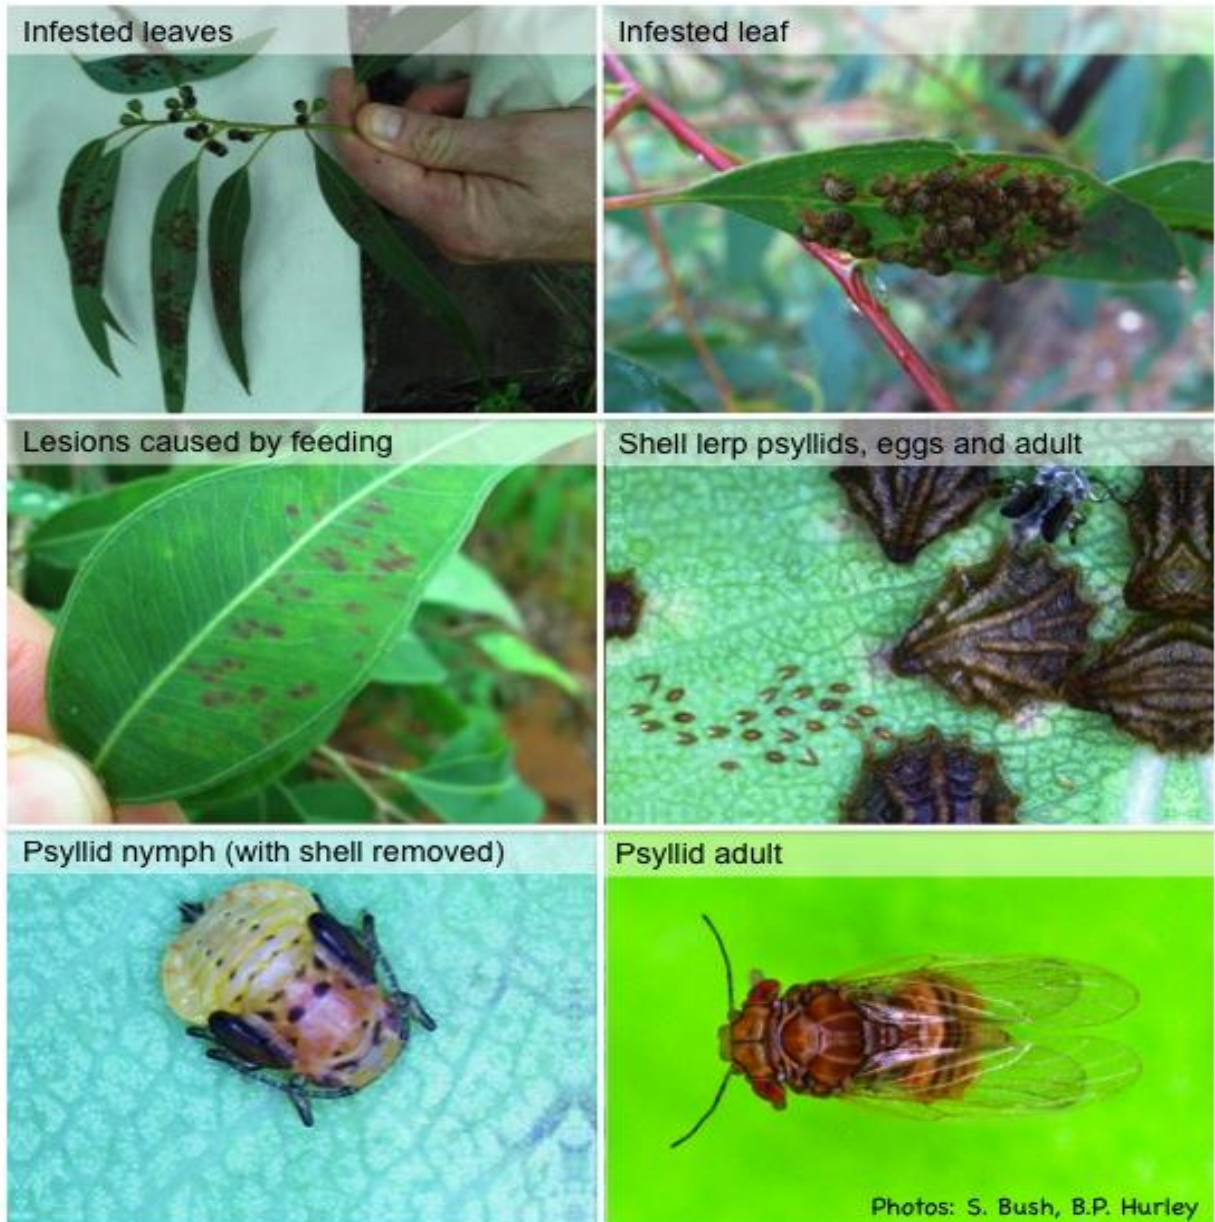 Infested leaves
Infested leaf
Lesions caused by feeding
Shell lerp psyllids, eggs and adult
Psyllid nymph (with shell removed)
Psyllid adult
Photos: S. Bush, B.P. Hurley